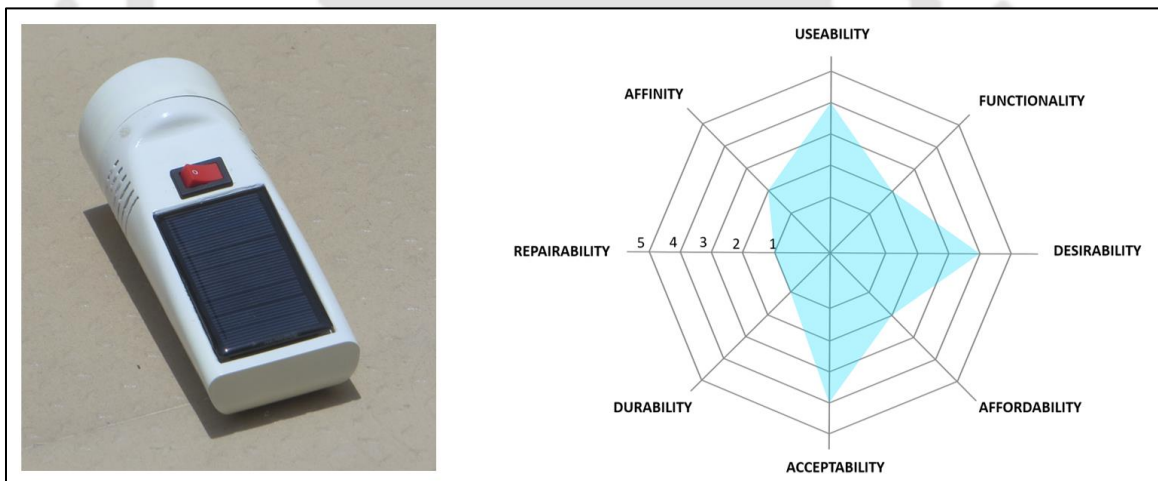 USEABILITY
AFFINITY
FUNCTIONALITY
REPAIRABILITY
5 4 3 2 1
DESIRABILITY
DURABILITY
AFFORDABILITY
ACCEPTABILITY